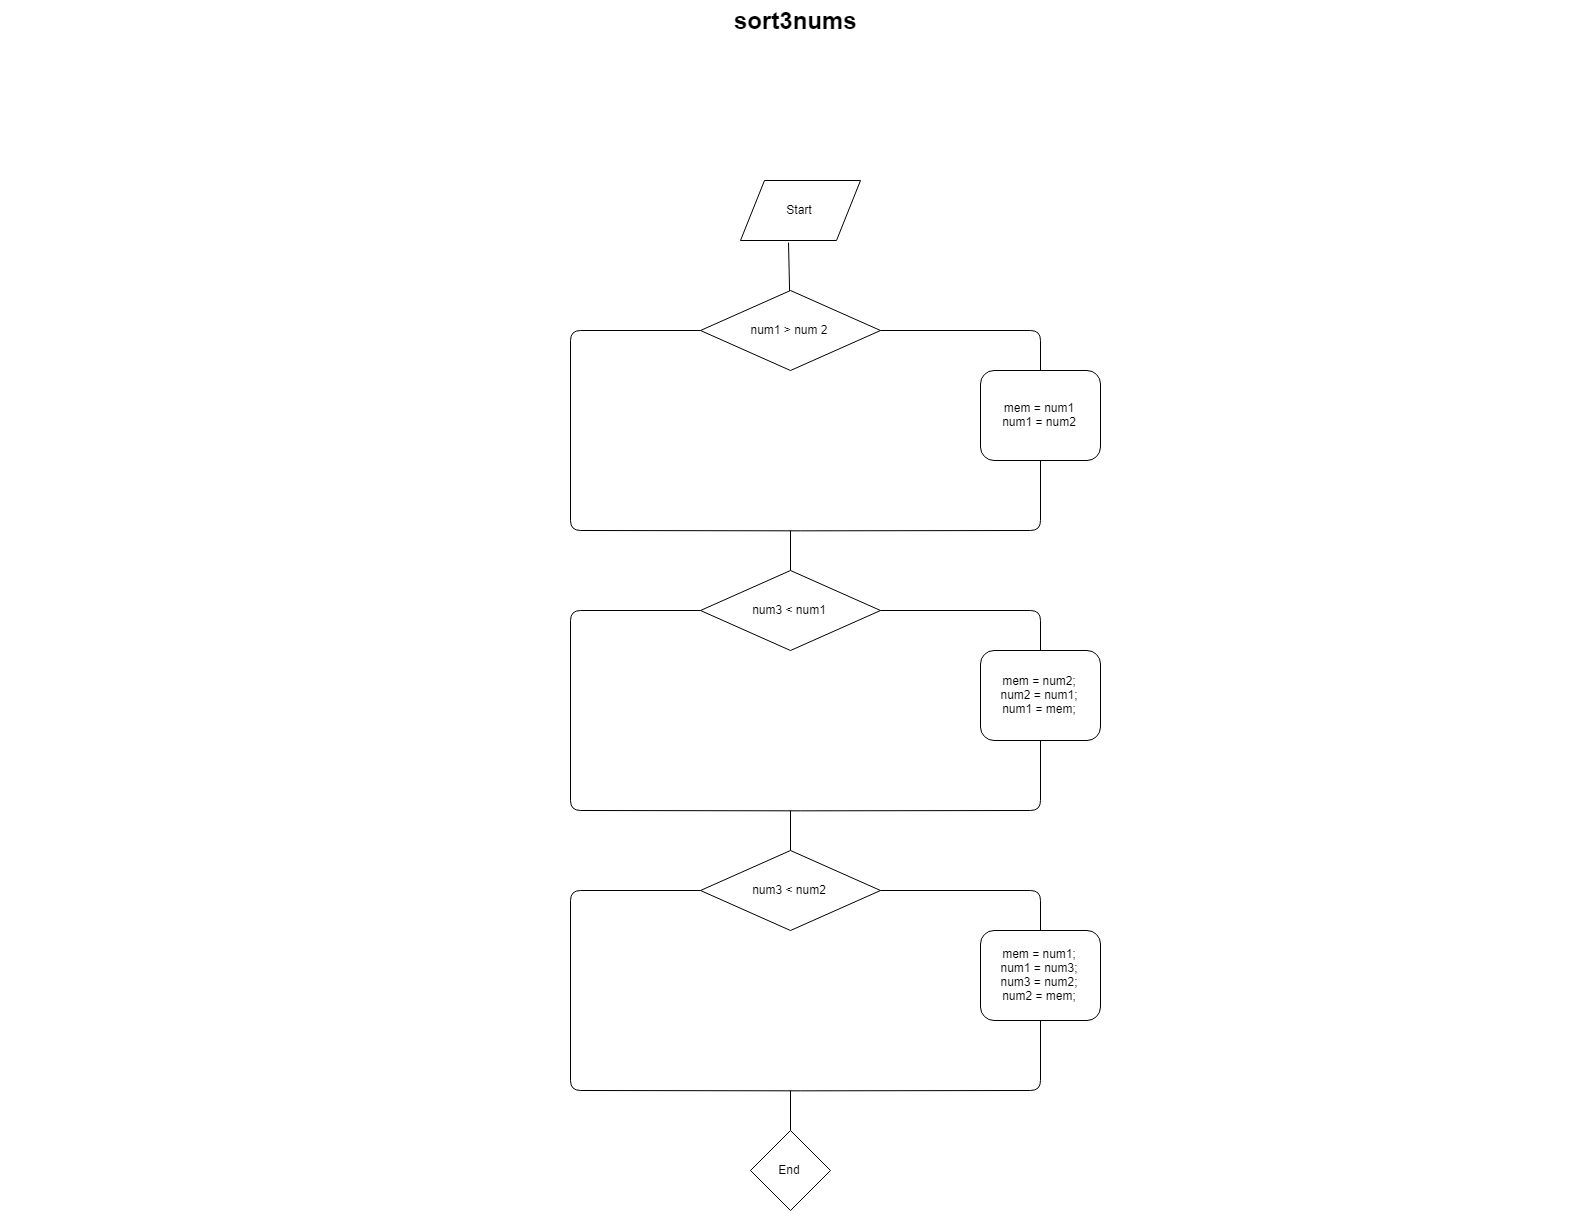 sort3nums
Start
num1 > num 2
mem = num1
num1 = num2
num3 < num1
mem = num2;
num2 = num1;
num1 = mem;
num3 < num2
mem = num1;
num1 = num3;
num3 = num2;
num2 = mem;
End